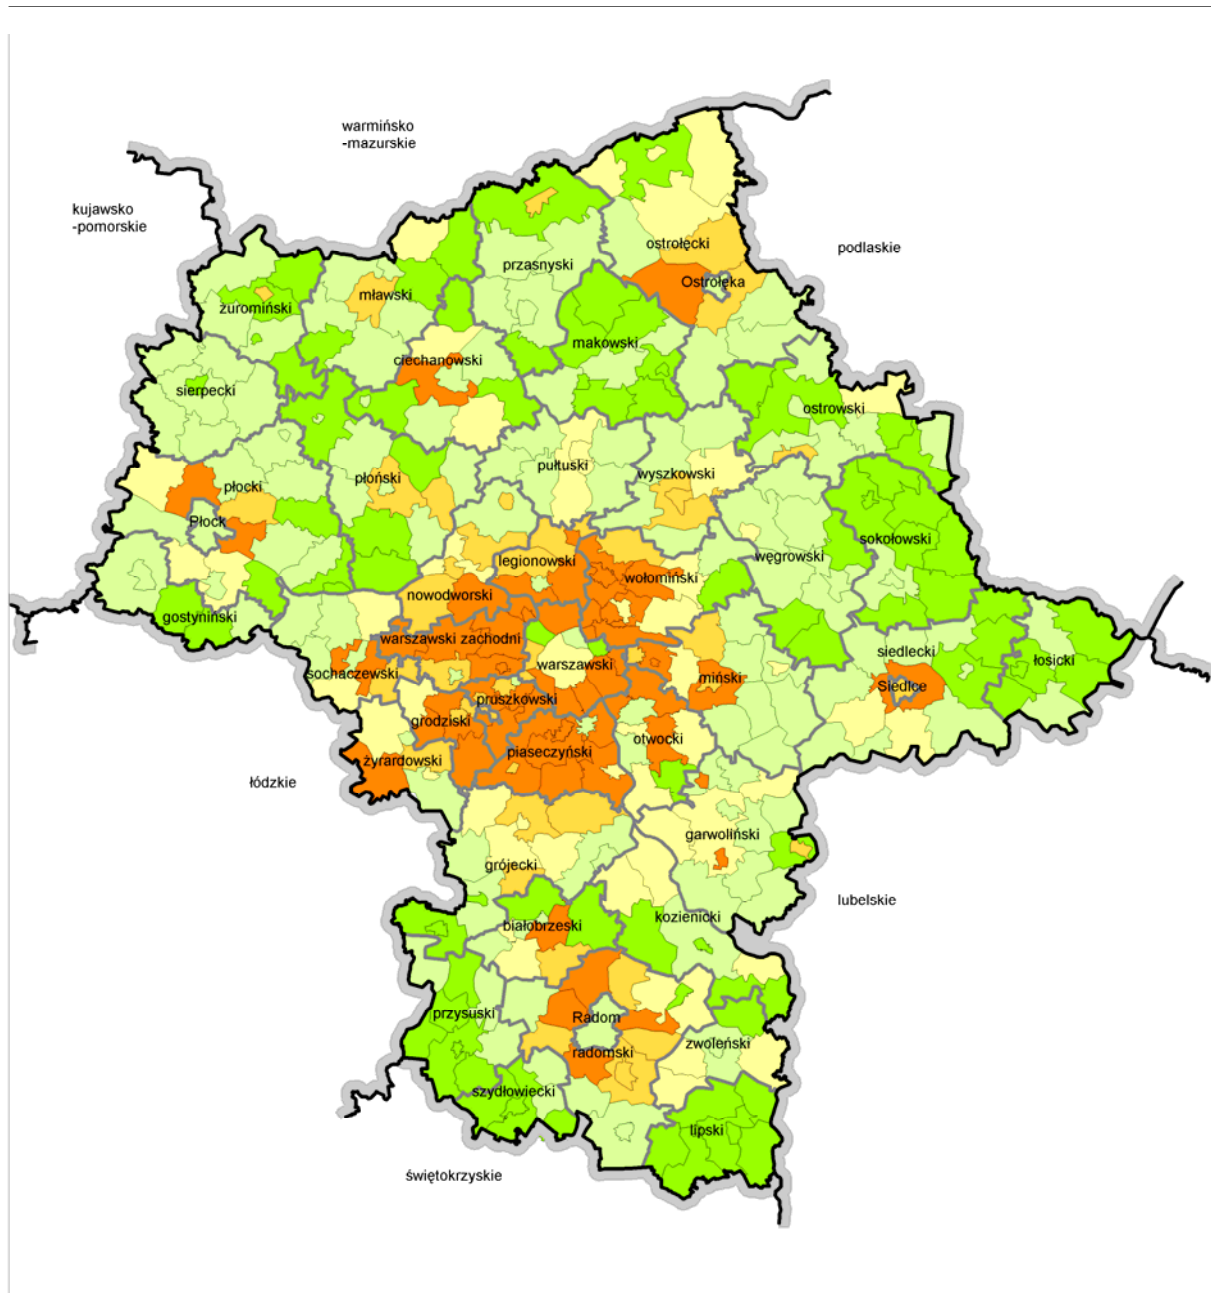 warmińsko
-mazurskie
kujawsko
-pomorskie
ostrołęcki
podlaskie
przasnyski
Ostrołęka
mławski
żuromiński
makowski
ciechanowski
sierpecki
ostrowski
pułtuski
wyszkowski
płoński
płocki
Płock
sokołowski
węgrowski
legionowski
wołomiński
nowodworski
gostyniński
warszawski zachodni
siedlecki
łosicki
warszawski
sochaczewski
miński
Siedlce
pruszkowski
grodziski
otwocki
piaseczyński
żyrardowski
łódzkie
garwoliński
grójecki
lubelskie
kozienicki
białobrzeski
przysuski
Radom
zwoleński
radomski
szydłowiecki
lipski
świętokrzyskie